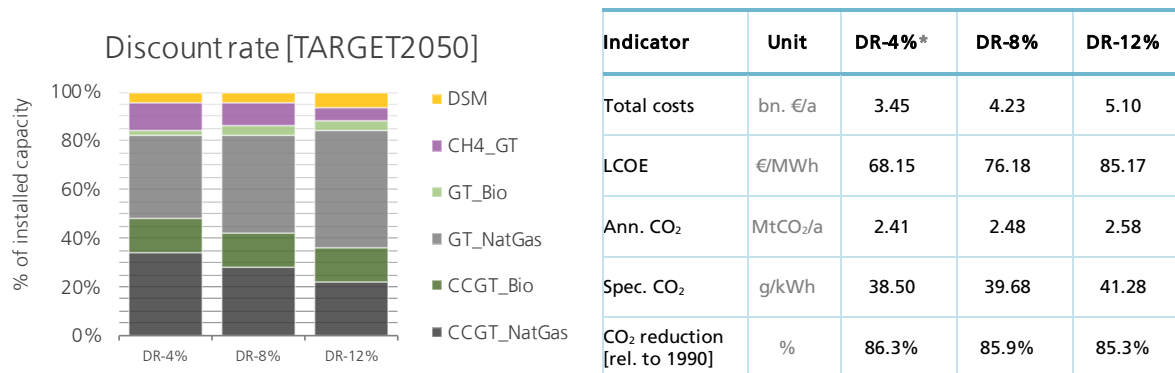 Discount rate [TARGET2050]
% of installed capacity
100%
80%
60%
40%
20%
0%
DR-4%
DR-8%
DR-12%
DSM
CH4_GT
GT_Bio
GT_NatGas
CCGT_Bio
CCGT_NatGas
Indicator Unit DR-4%* DR-8% DR-12%
Total costs bn. €/a 3.45 4.23 5.10
LCOE €/MWh 68.15 76.18 85.17
Ann. CO₂ MtCO₂/a 2.41 2.48 2.58
Spec. CO₂ g/kWh 38.50 39.68 41.28
CO₂ reduction
[rel. to 1990] % 86.3% 85.9% 85.3%